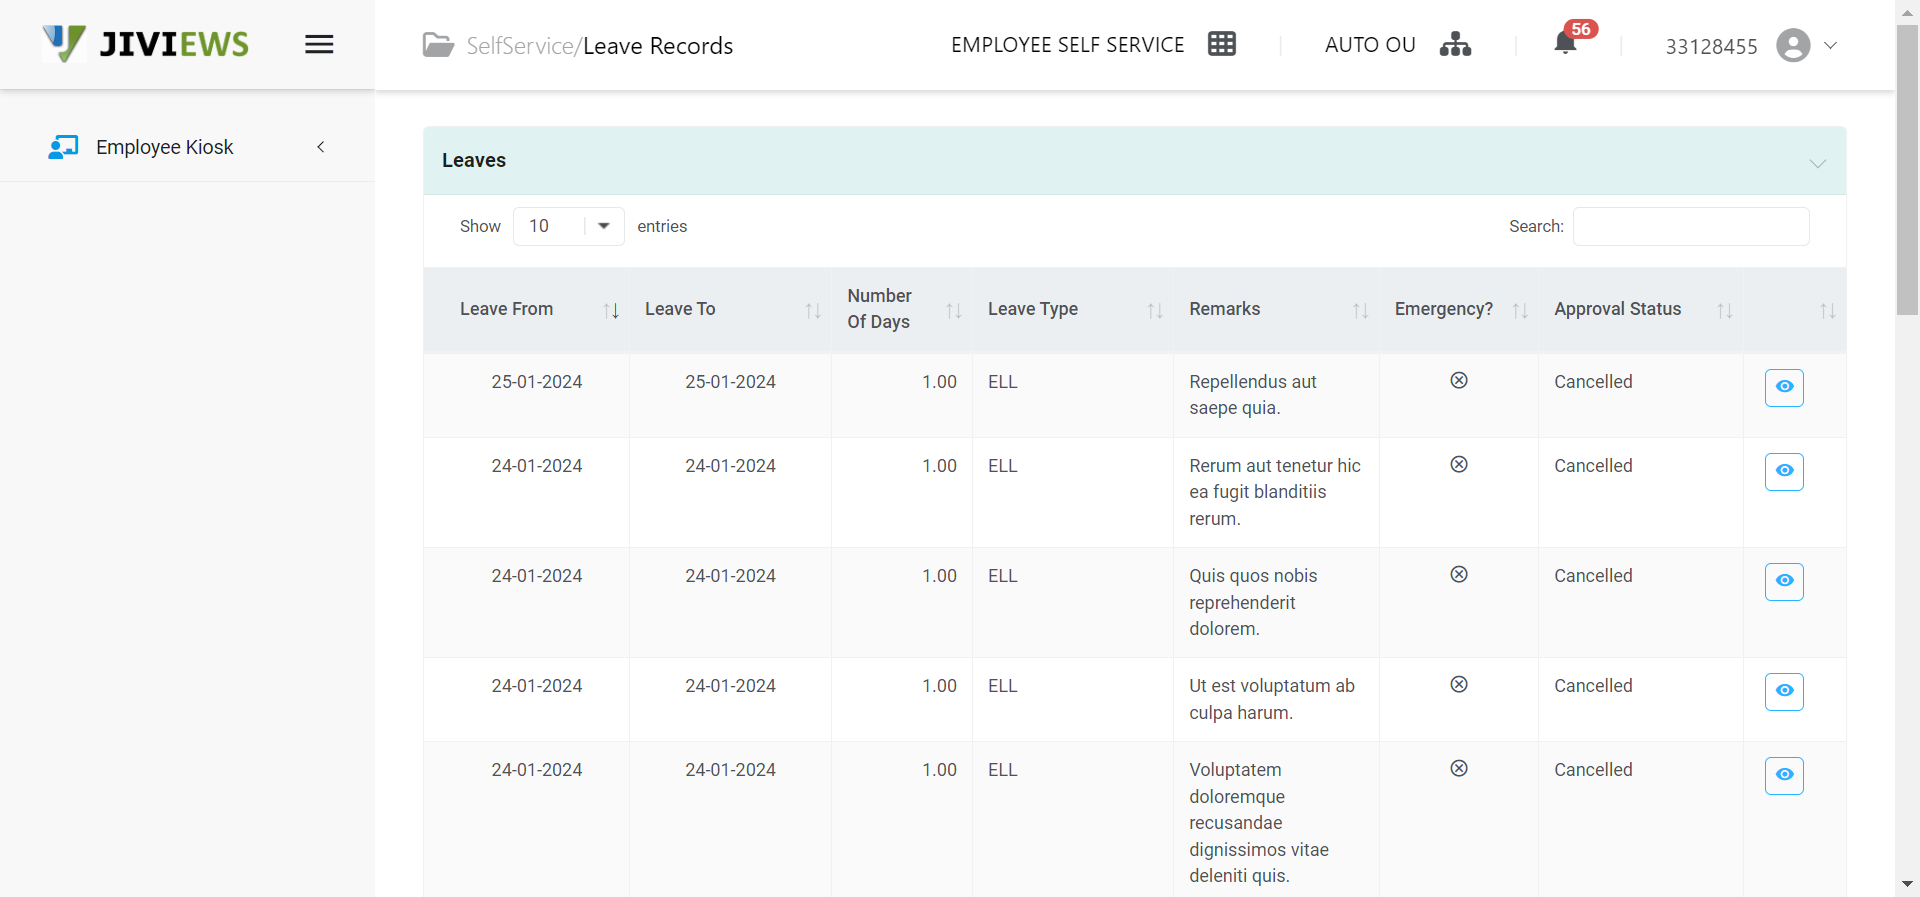 JIVIEWS
SelfService/Leave Records
EMPLOYEE SELF SERVICE
AUTO OU
56
33128455
Employee Kiosk
Leaves
Show 10 entries
Search:
Leave From Leave To Number Of Days Leave Type Remarks Emergency? Approval Status
25-01-2024 25-01-2024 1.00 ELL Repellendus aut Cancelled
saepe quia.
24-01-2024 24-01-2024 1.00 ELL Rerum aut tenetur hic Cancelled
ea fugit blanditiis
rerum.
24-01-2024 24-01-2024 1.00 ELL Quis quos nobis Cancelled
reprehenderit
dolorem.
24-01-2024 24-01-2024 1.00 ELL Ut est voluptatum ab Cancelled
culpa harum.
24-01-2024 24-01-2024 1.00 ELL Voluptatem Cancelled
doloremque
recusandae
dignissimos vitae
deleniti quis.